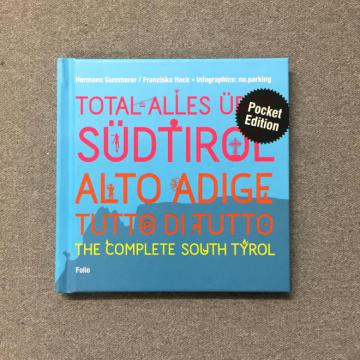 Hermann Gummerer / Franziska Hack • Infographics: no.parking
TOTAL ALLES ÜB
Pocket
Edition
SÜDTIROL
ALTO ADIGE
TUTTO DI TUTTO
THE COMPLETE SOUTH TYROL
Folio